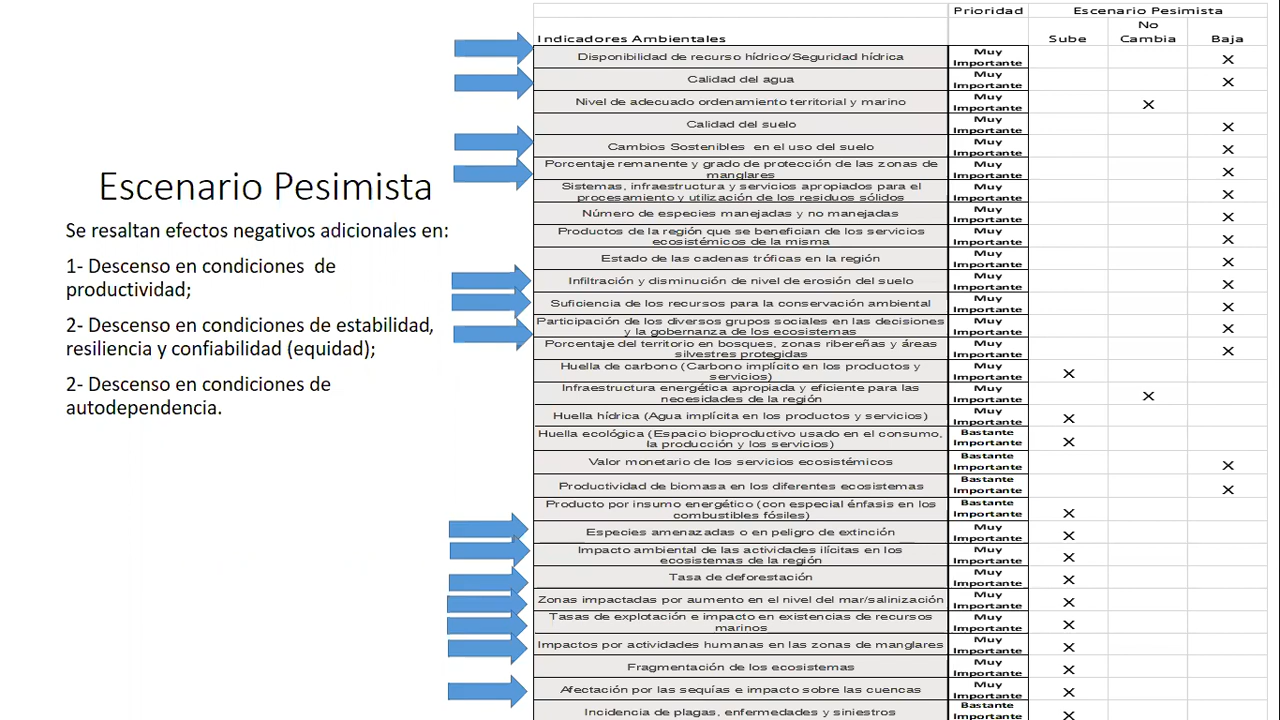 Escenario Pesimista
Se resaltan efectos negativos adicionales en:
1- Descenso en condiciones de
productividad;
2- Descenso en condiciones de estabilidad,
resiliencia y confiabilidad (equidad);
2- Descenso en condiciones de
autodependencia.
Prioridad Escenario Pesimista
Indicadores Ambientales Sube No Cambia Baja
Disponibilidad de recurso hídrico/Seguridad hídrica Muy Importante X
Calidad del agua Muy Importante X
Nivel de adecuado ordenamiento territorial y marino Muy Importante X
Calidad del suelo Muy Importante X
Cambios Sostenibles en el uso del suelo Muy Importante X
Porcentaje remanente y grado de protección de las zonas de manglares Muy Importante X
Sistemas, infraestructura y servicios apropiados para el procesamiento y utilización de los residuos sólidos Muy Importante X
Número de especies manejadas y no manejadas Muy Importante X
Productos de la región que se benefician de los servicios ecosistémicos de la misma Muy Importante X
Estado de las cadenas tróficas en la región Muy Importante X
Infiltración y disminución de nivel de erosión del suelo Muy Importante X
Suficiencia de los recursos para la conservación ambiental Muy Importante X
Participación de los diversos grupos sociales en las decisiones y la gobernanza de los ecosistemas Muy Importante X
Porcentaje del territorio en bosques, zonas ribereñas y áreas silvestres protegidas Muy Importante X
Huella de carbono (Carbono implícito en los productos y servicios) Muy Importante X
Infraestructura energética apropiada y eficiente para las necesidades de la región Muy Importante X
Huella hídrica (Agua implícita en los productos y servicios) Muy Importante X
Huella ecológica (Espacio bioproductivo usado en el consumo, la producción y los servicios) Bastante Importante X
Valor monetario de los servicios ecosistémicos Bastante Importante X
Productividad de biomasa en los diferentes ecosistemas Bastante Importante X
Producto por insumo energético (con especial énfasis en los combustibles fósiles) Bastante Importante X
Especies amenazadas o en peligro de extinción Muy Importante X
Impacto ambiental de las actividades ilícitas en los ecosistemas de la región Muy Importante X
Tasa de deforestación Muy Importante X
Zonas impactadas por aumento en el nivel del mar/salinización Muy Importante X
Tasas de explotación e impacto en existencias de recursos marinos Muy Importante X
Impactos por actividades humanas en las zonas de manglares Muy Importante X
Fragmentación de los ecosistemas Muy Importante X
Afectación por las sequías e impacto sobre las cuencas Muy Importante X
Incidencia de plagas, enfermedades y siniestros Bastante Importante X